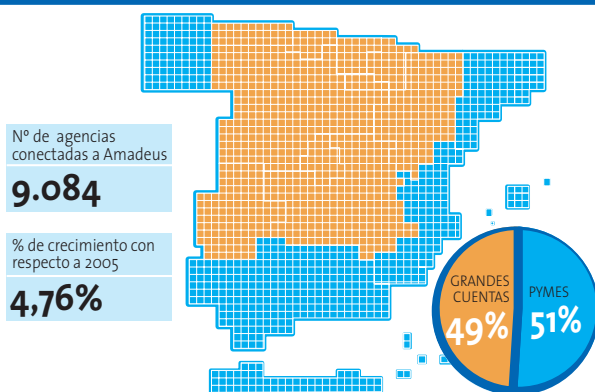 Nº de agencias
conectadas a Amadeus
9.084
% de crecimiento con
respecto a 2005
4,76%
GRANDES
CUENTAS
49%
PYMES
51%